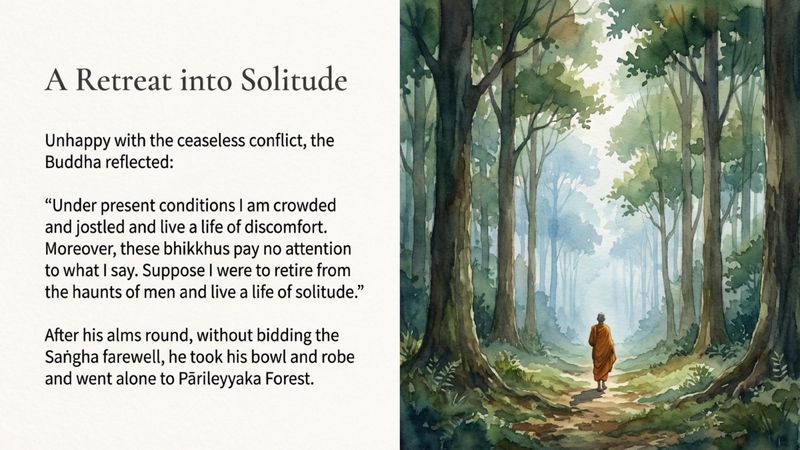 A Retreat into Solitude
Unhappy with the ceaseless conflict, the
Buddha reflected:
“Under present conditions I am crowded
and jostled and live a life of discomfort.
Moreover, these bhikkhus pay no attention
to what I say. Suppose I were to retire from
the haunts of men and live a life of solitude.”
After his alms round, without bidding the
Saṅgha farewell, he took his bowl and robe
and went alone to Pārileyyaka Forest.